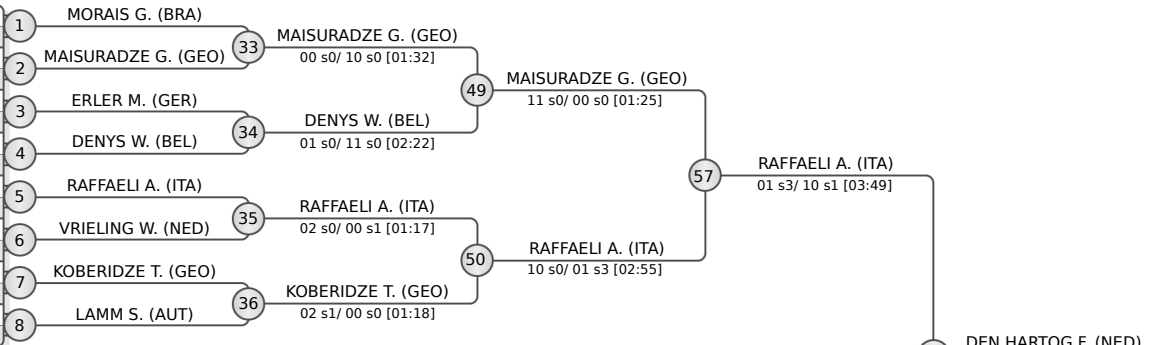 1
MORAIS G. (BRA)
2
MAISURADZE G. (GEO)
33
MAISURADZE G. (GEO)
00 s0/ 10 s0 [01:32]
3
ERLER M. (GER)
4
DENYS W. (BEL)
34
DENYS W. (BEL)
01 s0/ 11 s0 [02:22]
49
MAISURADZE G. (GEO)
11 s0/ 00 s0 [01:25]
5
RAFFAELI A. (ITA)
6
VRIELING W. (NED)
35
RAFFAELI A. (ITA)
02 s0/ 00 s1 [01:17]
7
KOBERIDZE T. (GEO)
8
LAMM S. (AUT)
36
KOBERIDZE T. (GEO)
02 s1/ 00 s0 [01:18]
50
RAFFAELI A. (ITA)
10 s0/ 01 s3 [02:55]
57
RAFFAELI A. (ITA)
01 s3/ 10 s1 [03:49]
DEN HARTOG F. (NED)